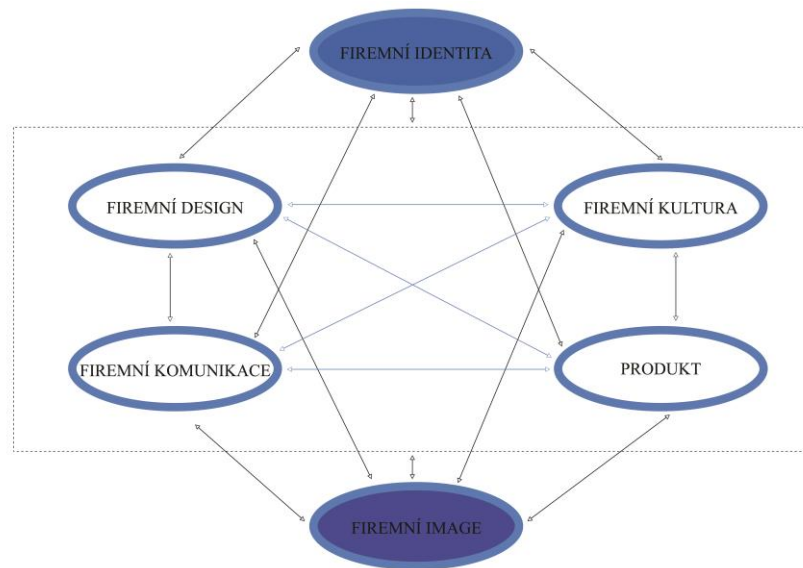 FIREMNÍ IDENTITA
FIREMNÍ DESIGN
FIREMNÍ KULTURA
FIREMNÍ KOMUNIKACE
PRODUKT
FIREMNÍ IMAGE